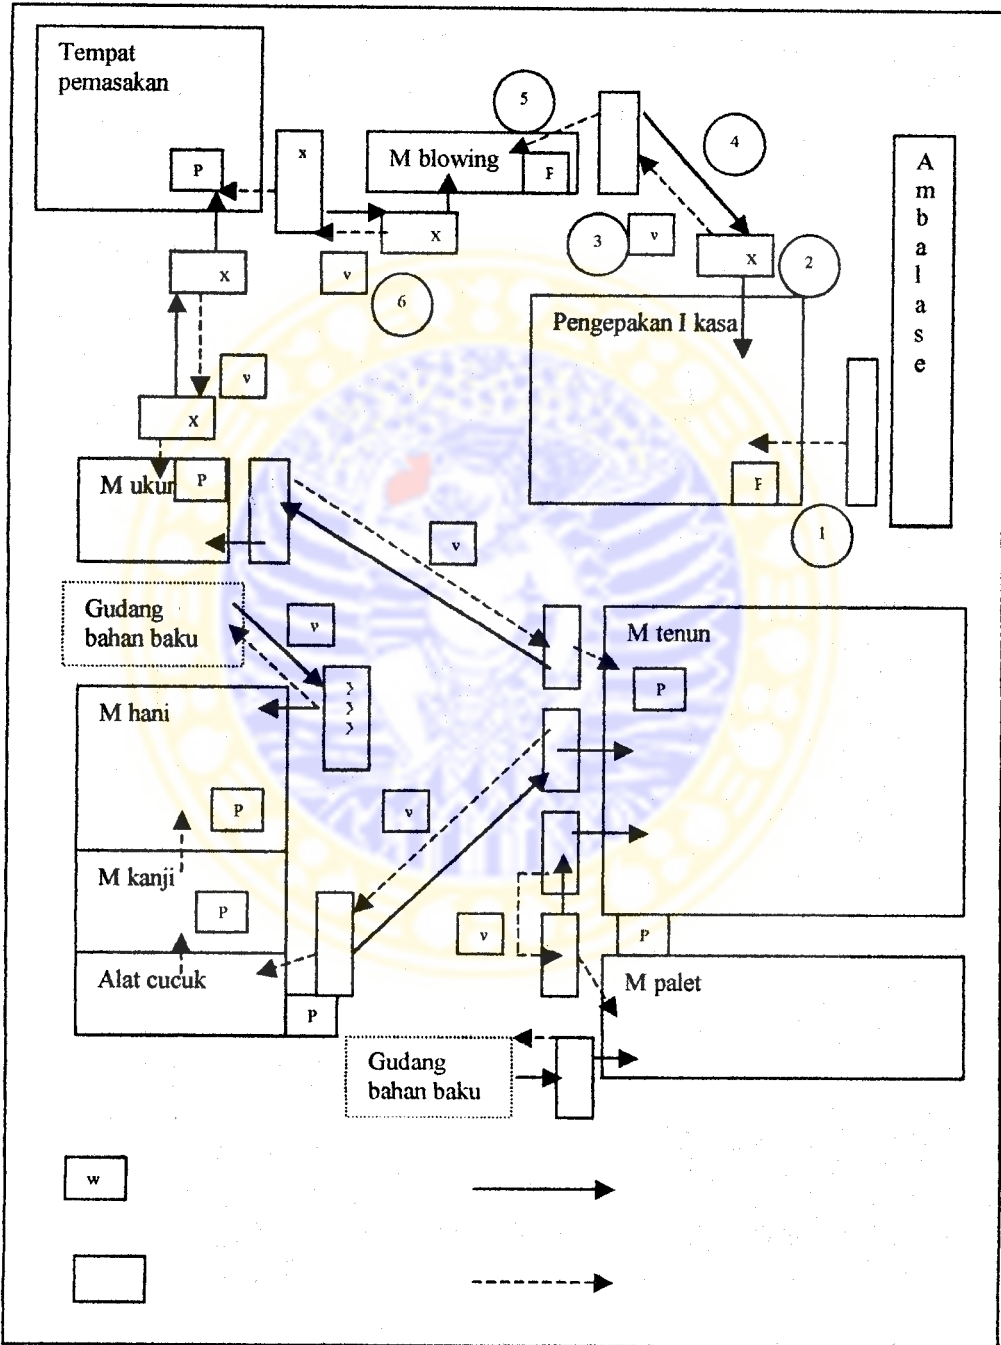 Tempat
pemasakan
P
x
M blowing
F
5
4
3
v
x
2
A
m
b
a
l
a
s
e
X
v
6
x
Pengepakan I kasa
v
X
F
1
M ukur
P
v
Gudang
bahan baku
v
M tenun
P
M hani
P
v
M kanji
P
v
P
Alat cucuk
P
M palet
Gudang
bahan baku
w